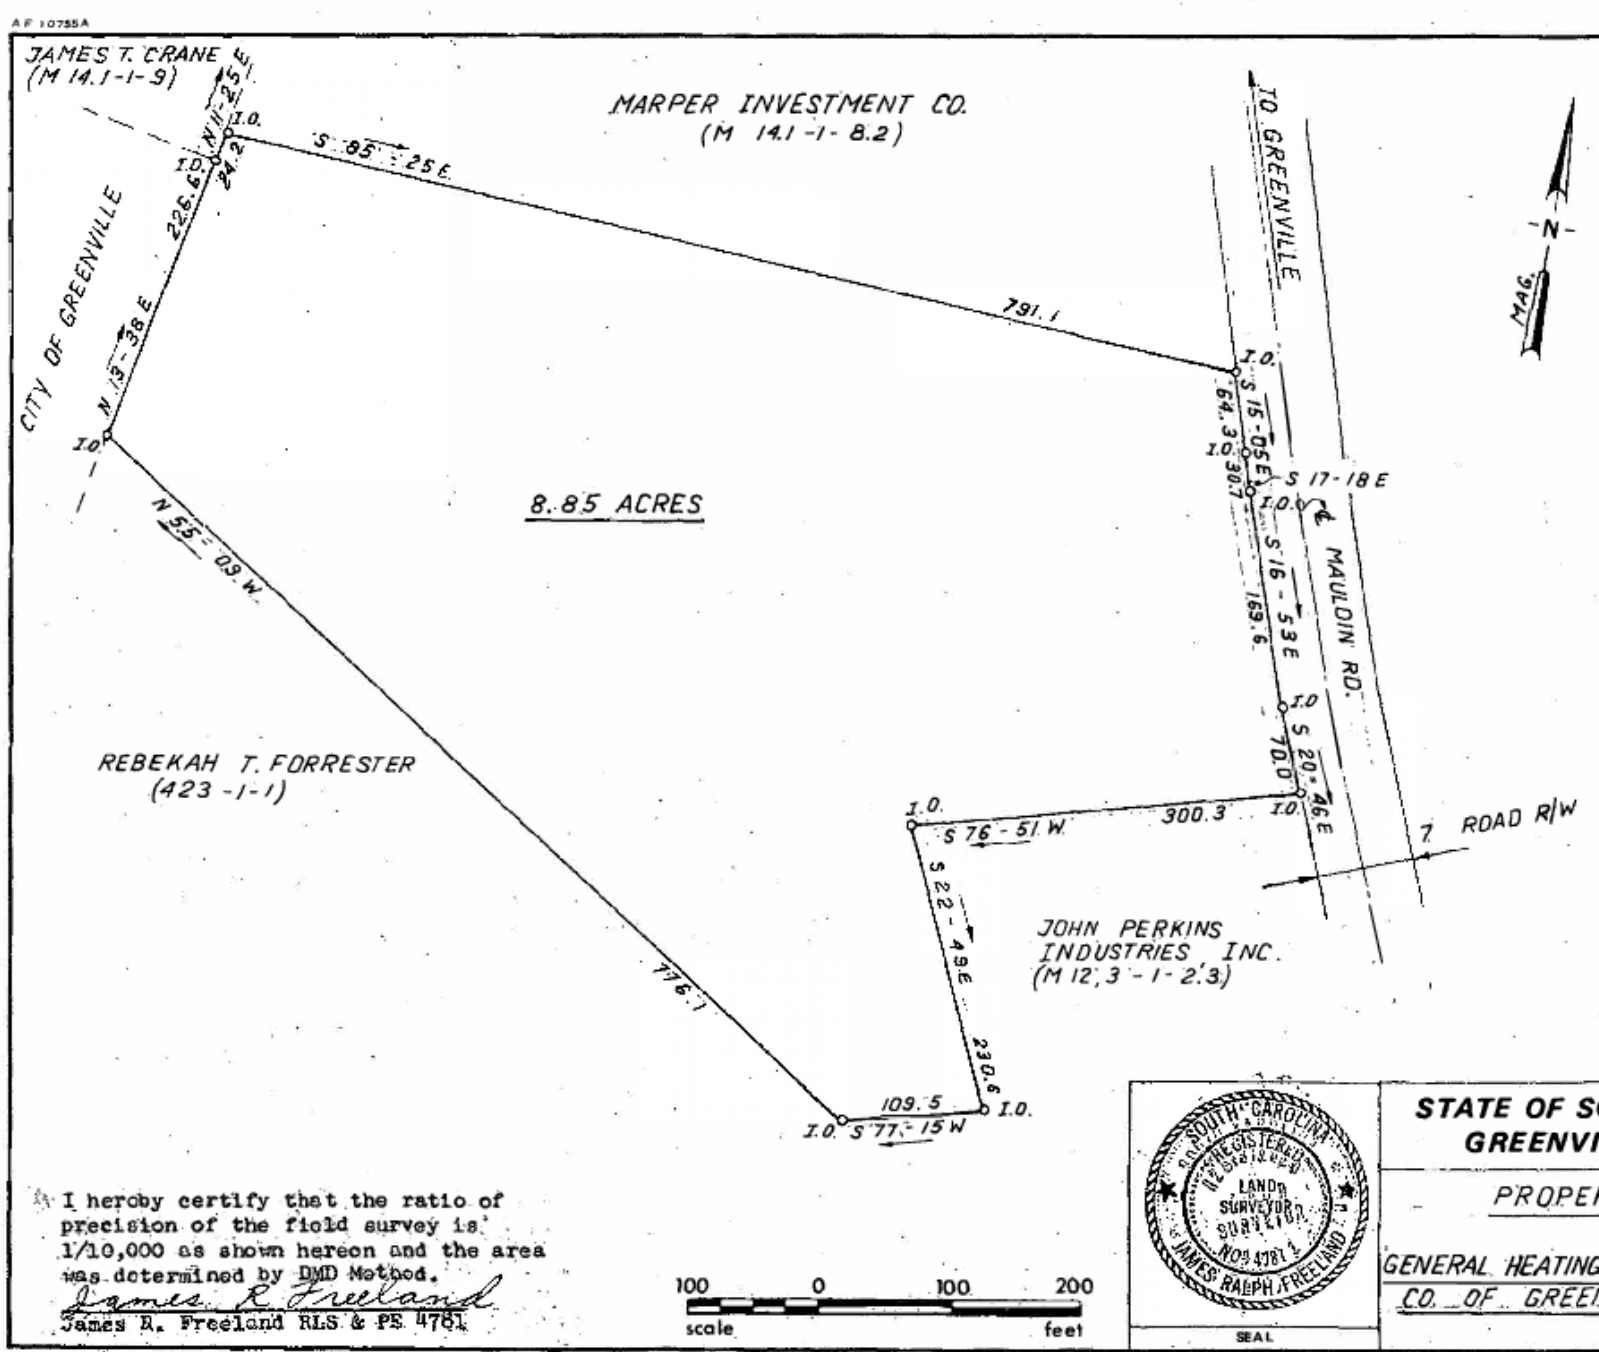 AF 10755A
JAMES T. CRANE
(M 14.1-1-9)
N 11-25 E
I.O.
24.2
I.O.
226.6
N 13-38 E
CITY OF GREENVILLE
I.O.
S 85-25 E
791.1
MARPER INVESTMENT CO.
(M 14.1-1-8.2)
TO GREENVILLE
-N-
MAG.
I.O.
S 15-05 E
64.3
I.O.
30.7
S 17-18 E
I.O.
℄
MAULDIN RD.
S 16-53 E
169.6
I.O
S 20-46 E
70.0
I.O.
ROAD R/W
8.85 ACRES
N 55-09 W
776.1
REBEKAH T. FORRESTER
(423-1-1)
I.O.
S 76-51 W
300.3
S 22-49 E
230.6
I.O.
JOHN PERKINS
INDUSTRIES, INC.
(M 12,3-1-2.3)
109.5
I.O. S 77-15 W
I hereby certify that the ratio of
precision of the field survey is
1/10,000 as shown hereon and the area
was determined by DMD Method.
James R Freeland
James R. Freeland RLS & PE 4781
100 0 100 200
scale feet
SOUTH CAROLINA
REGISTERED
LAND
SURVEYOR
NO. 4781
JAMES RALPH FREELAND
SEAL
STATE OF SO
GREENVI
PROPER
GENERAL HEATING
CO. OF GREEN